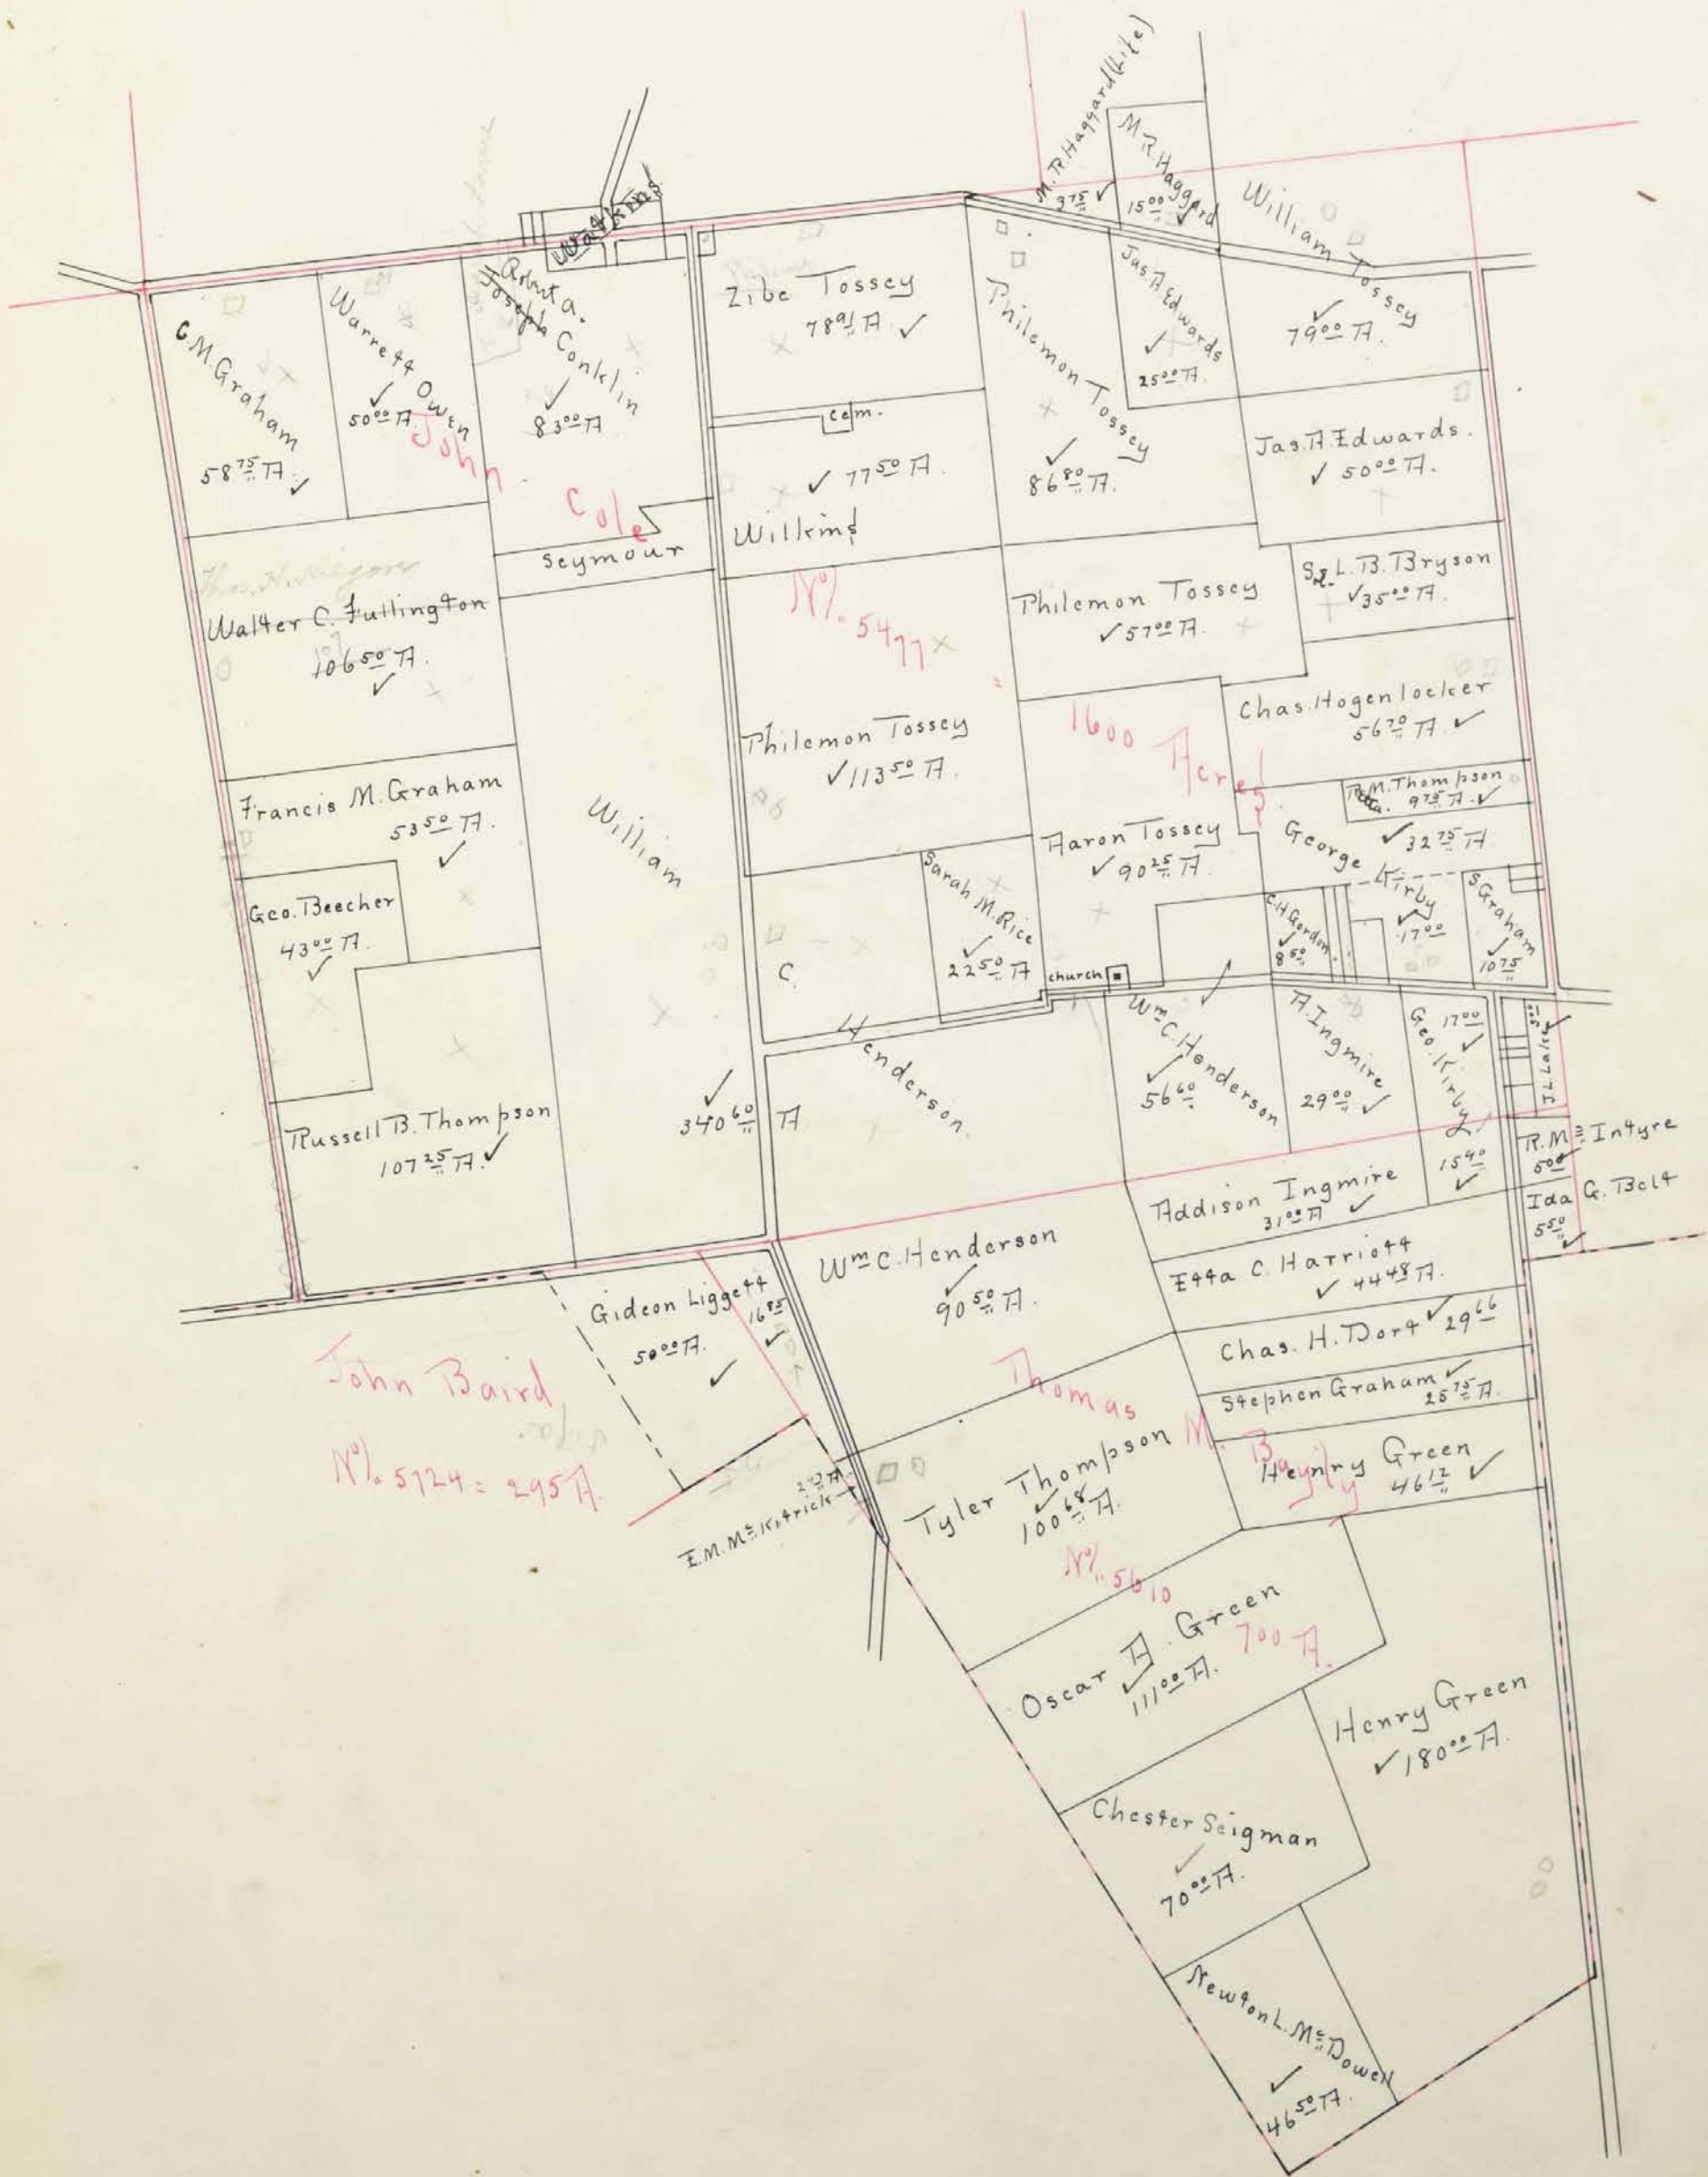 M.R.Haggard (Life)
3 75 ✓
M R Haggard
15 00 ✓
William Tossey
79 00 A.
✓
Watkins
C.M. Graham
58 75 A. ✓
Warrett Owen
✓
50 00 A.
Joseph Conklin
✓
83 00 A
Zibe Tossey
78 91 A. ✓
Philemon Tossey
✓
86 80 A.
Jas. A. Edwards
✓
25 00 A.
Jas. A. Edwards.
✓ 50 00 A.
cem.
✓ 77 50 A.
Wilkins
John Cole
Seymour
No. 5477
1600 Acres.
Walter C. Fullington
106 50 A.
✓
Philemon Tossey
✓ 57 00 A.
L. B. Bryson
✓ 35 00 A.
Chas. Hogenlocker
56 70 A. ✓
Philemon Tossey
✓ 113 50 A.
Francis M. Graham
53 50 A.
✓
William C. Henderson.
✓
340 60 A
Aaron Tossey
✓ 90 25 A.
M. Thompson
9 75 A. ✓
George Kirby
✓ 32 75 A
✓ 17 00
Geo. Beecher
43 00 A.
✓
Sarah M. Rice
✓
22 50 A
church
C.H. Gordon
✓
8 50
S Graham
✓
10 75
Russell B. Thompson
107 25 A. ✓
Wm C. Henderson
✓
56 60
A. Ingmire
29 00 ✓
Geo. Kirby
17 00
✓
15 40
✓
J.L. Lake
✓
R. Mc Intyre
5 00
Ida G. Belt
5 50
✓
Addison Ingmire
31 00 A ✓
Wm C. Henderson
✓
90 50 A.
Etta C. Harriott
✓ 44 48 A.
Gideon Liggett
16 85
✓
50 00 A.
✓
Chas. H. Dort ✓ 29 66
Stephen Graham ✓
25 75 A.
John Baird
No. 5724 = 295 A.
Thomas M. Bayily
No. 5610
700 A.
Henry Green
46 12 ✓
E.M. Mc Kitrick
Tyler Thompson
✓
100 68 A.
Oscar A. Green
✓
111 00 A.
Henry Green
✓ 180 00 A.
Chester Seigman
✓
70 00 A.
Newton L. Mc Dowell
✓
46 50 A.